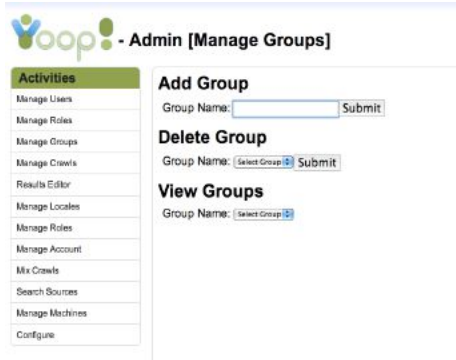 Yoop! - Admin [Manage Groups]
Activities
Manage Users
Manage Roles
Manage Groups
Manage Crawls
Results Editor
Manage Locales
Manage Roles
Manage Account
Mix Crawls
Search Sources
Manage Machines
Configure
Add Group
Group Name: Submit
Delete Group
Group Name: Select Group Submit
View Groups
Group Name: Select Group